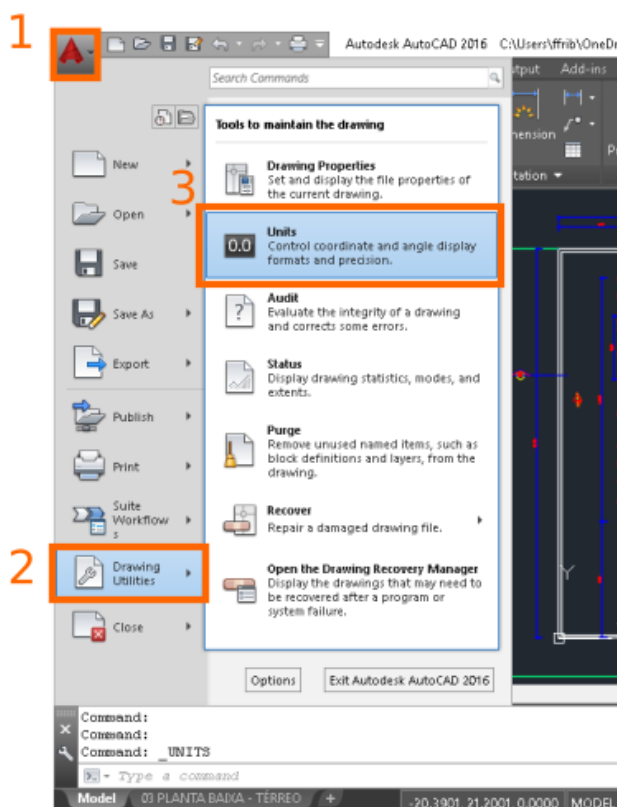 1
Autodesk AutoCAD 2016 C:\Users\ffrib\OneDr
Search Commands
tput Add-ins
Tools to maintain the drawing
New
Open
Save
Save As
Export
Publish
Print
Suite
Workflow
s
2
Drawing
Utilities
Close
Drawing Properties
Set and display the file properties of
the current drawing.
3
0.0
Units
Control coordinate and angle display
formats and precision.
Audit
Evaluate the integrity of a drawing
and corrects some errors.
Status
Display drawing statistics, modes, and
extents.
Purge
Remove unused named items, such as
block definitions and layers, from the
drawing.
Recover
Repair a damaged drawing file.
Open the Drawing Recovery Manager
Display the drawings that may need to
be recovered after a program or
system failure.
Options
Exit Autodesk AutoCAD 2016
mension
P
tation
Y
Command:
Command:
Command: _UNITS
Type a command
Model 03 PLANTA BAIXA - TÉRREO +
-20.3901, 21.2001, 0.0000 MODEL